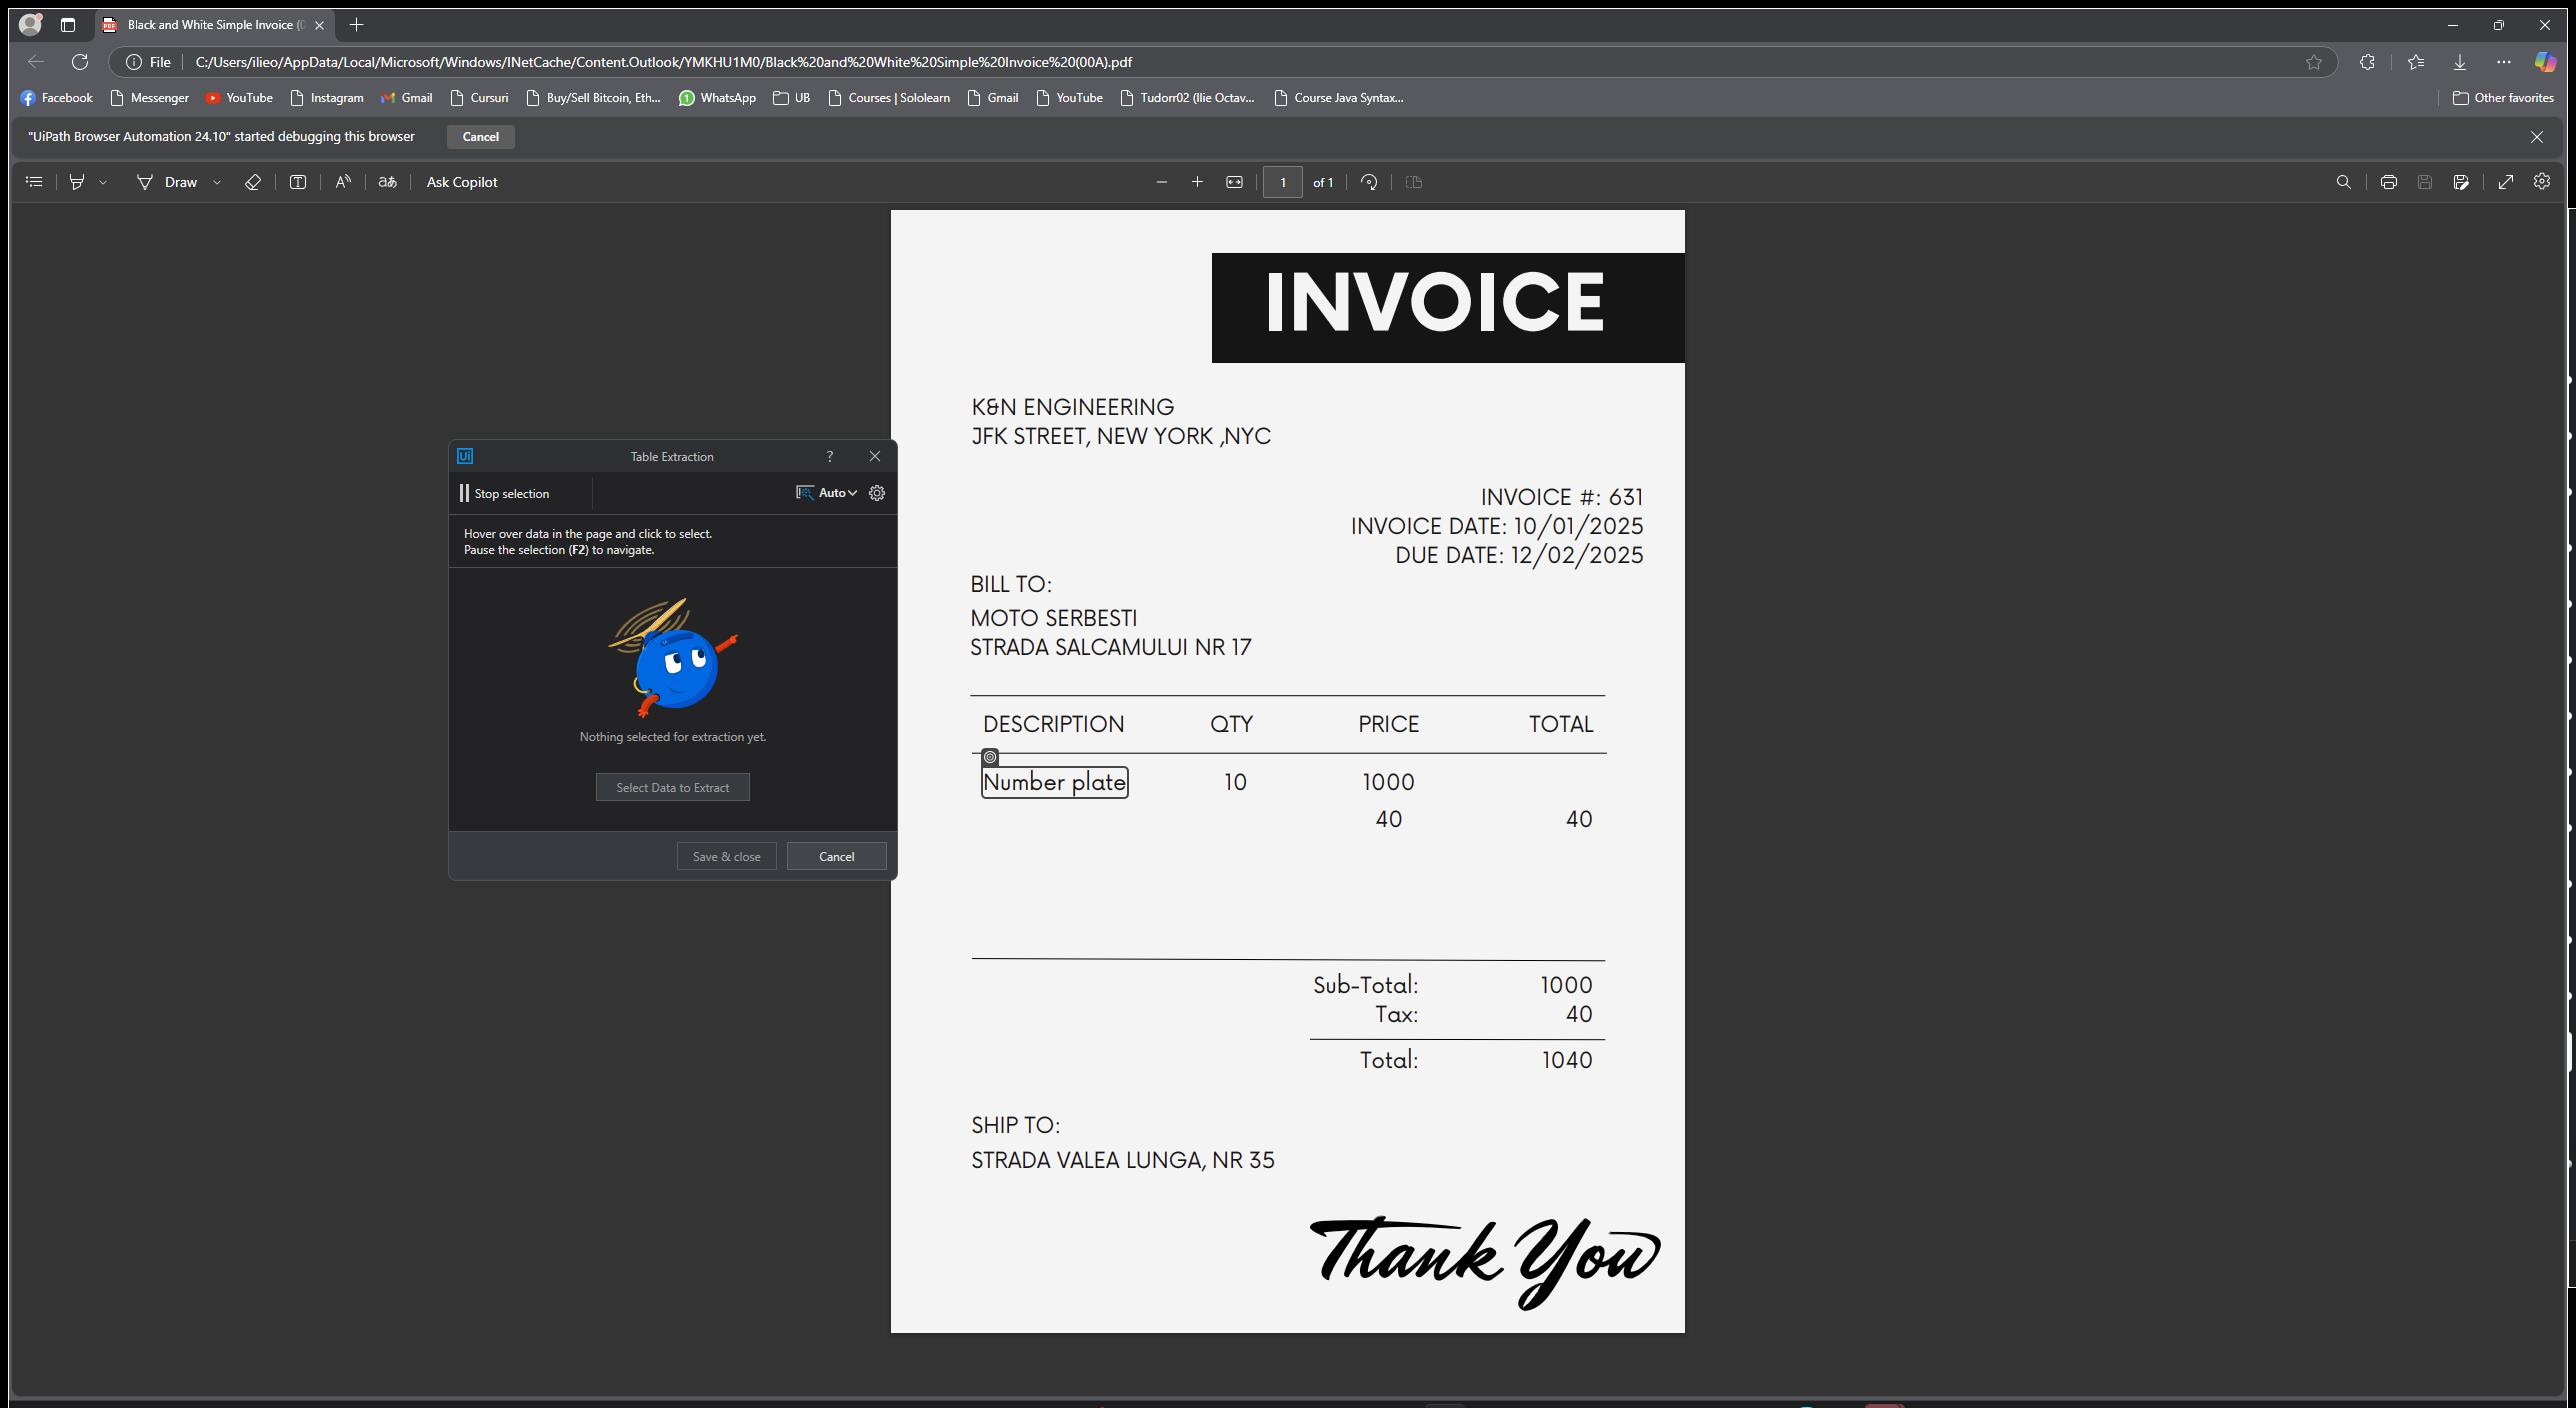 Black and White Simple Invoice (0
File
C:/Users/ilieo/AppData/Local/Microsoft/Windows/INetCache/Content.Outlook/YMKHU1M0/Black%20and%20White%20Simple%20Invoice%20(00A).pdf
Facebook Messenger YouTube Instagram Gmail Cursuri Buy/Sell Bitcoin, Eth... WhatsApp UB Courses | Sololearn Gmail YouTube Tudorr02 (Ilie Octav... Course Java Syntax... Other favorites
"UiPath Browser Automation 24.10" started debugging this browser Cancel
Draw aあ Ask Copilot 1 of 1
INVOICE
K&N ENGINEERING
JFK STREET, NEW YORK ,NYC
INVOICE #: 631
INVOICE DATE: 10/01/2025
DUE DATE: 12/02/2025
BILL TO:
MOTO SERBESTI
STRADA SALCAMULUI NR 17
DESCRIPTION QTY PRICE TOTAL
Number plate 10 1000
40 40
Sub-Total: 1000
Tax: 40
Total: 1040
SHIP TO:
STRADA VALEA LUNGA, NR 35
Thank You
Ui Table Extraction ?
Stop selection Auto
Hover over data in the page and click to select.
Pause the selection (F2) to navigate.
Nothing selected for extraction yet.
Select Data to Extract
Save & close Cancel